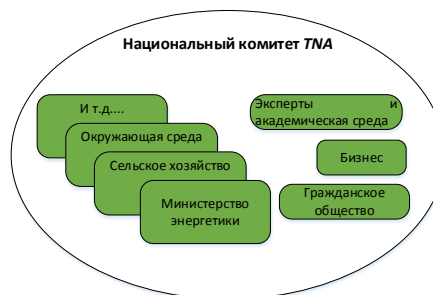 Национальный комитет TNA
И т.д....
Окружающая среда
Сельское хозяйство
Министерство
энергетики
Эксперты и
академическая среда
Бизнес
Гражданское
общество